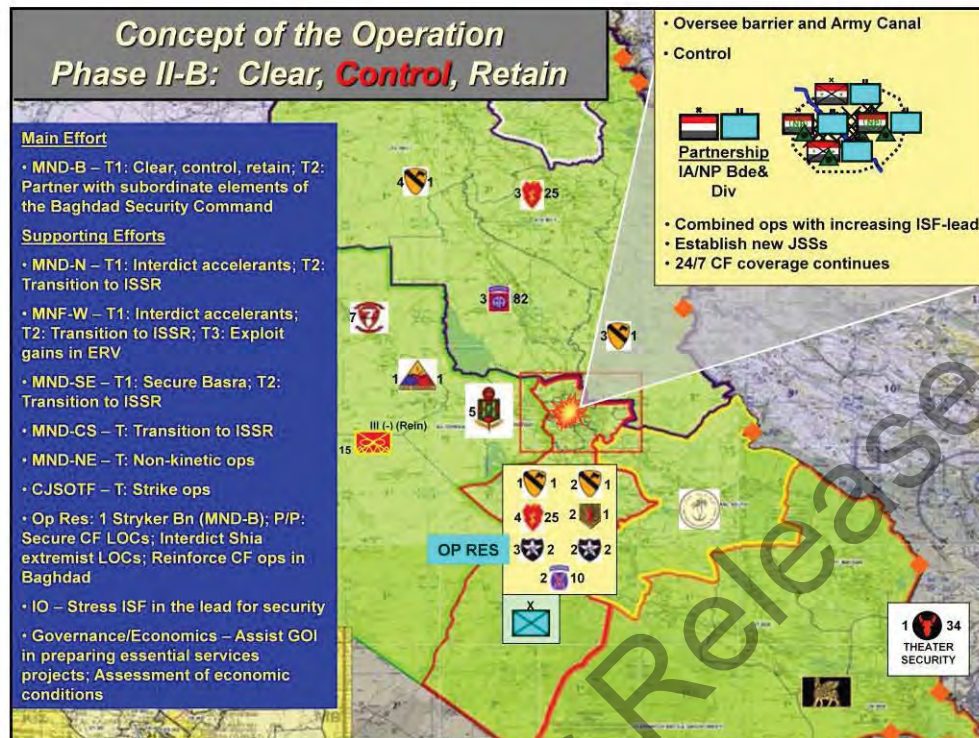 Concept of the Operation
Phase II-B: Clear, Control, Retain
Main Effort
• MND-B – T1: Clear, control, retain; T2:
Partner with subordinate elements of
the Baghdad Security Command
Supporting Efforts
• MND-N – T1: Interdict accelerants; T2:
Transition to ISSR
• MNF-W – T1: Interdict accelerants;
T2: Transition to ISSR; T3: Exploit
gains in ERV
• MND-SE – T1: Secure Basra; T2:
Transition to ISSR
• MND-CS – T: Transition to ISSR
• MND-NE – T: Non-kinetic ops
• CJSOTF – T: Strike ops
• Op Res: 1 Stryker Bn (MND-B); P/P:
Secure CF LOCs; Interdict Shia
extremist LOCs; Reinforce CF ops in
Baghdad
• IO – Stress ISF in the lead for security
• Governance/Economics – Assist GOI
in preparing essential services
projects; Assessment of economic
conditions
• Oversee barrier and Army Canal
• Control
Partnership
IA/NP Bde&
Div
• Combined ops with increasing ISF-lead
• Establish new JSSs
• 24/7 CF coverage continues
4 1
3 25
3 82
7
3 1
1 1
5
III (-) (Rein)
15
1 1 2 1
4 25 2 1
OP RES
3 2 2 2
2 10
X
1 34
THEATER
SECURITY
Release